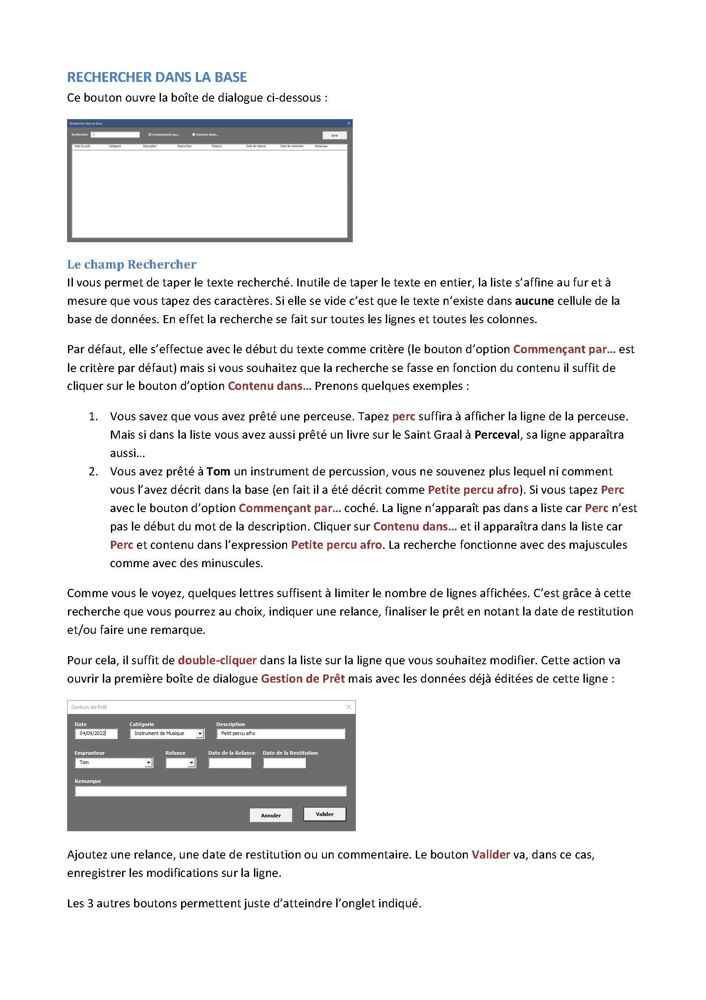 RECHERCHER DANS LA BASE
Ce bouton ouvre la boîte de dialogue ci-dessous :
Rechercher dans la Base
Rechercher Commençant par... Contenu dans... Sortir
Date du prêt Catégorie Description Emprunteur Relance Date de relance Date de restitution Remarque
Le champ Rechercher
Il vous permet de taper le texte recherché. Inutile de taper le texte en entier, la liste s’affine au fur et à
mesure que vous tapez des caractères. Si elle se vide c’est que le texte n’existe dans aucune cellule de la
base de données. En effet la recherche se fait sur toutes les lignes et toutes les colonnes.
Par défaut, elle s’effectue avec le début du texte comme critère (le bouton d’option Commençant par… est
le critère par défaut) mais si vous souhaitez que la recherche se fasse en fonction du contenu il suffit de
cliquer sur le bouton d’option Contenu dans… Prenons quelques exemples :
1. Vous savez que vous avez prêté une perceuse. Tapez perc suffira à afficher la ligne de la perceuse.
Mais si dans la liste vous avez aussi prêté un livre sur le Saint Graal à Perceval, sa ligne apparaîtra
aussi…
2. Vous avez prêté à Tom un instrument de percussion, vous ne souvenez plus lequel ni comment
vous l’avez décrit dans la base (en fait il a été décrit comme Petite percu afro). Si vous tapez Perc
avec le bouton d’option Commençant par… coché. La ligne n’apparaît pas dans a liste car Perc n’est
pas le début du mot de la description. Cliquer sur Contenu dans… et il apparaîtra dans la liste car
Perc et contenu dans l’expression Petite percu afro. La recherche fonctionne avec des majuscules
comme avec des minuscules.
Comme vous le voyez, quelques lettres suffisent à limiter le nombre de lignes affichées. C’est grâce à cette
recherche que vous pourrez au choix, indiquer une relance, finaliser le prêt en notant la date de restitution
et/ou faire une remarque.
Pour cela, il suffit de double-cliquer dans la liste sur la ligne que vous souhaitez modifier. Cette action va
ouvrir la première boîte de dialogue Gestion de Prêt mais avec les données déjà éditées de cette ligne :
Gestion de Prêt
Date Catégorie Description
04/09/2022 Instrument de Musique Petit percu afro
Emprunteur Relance Date de la Relance Date de la Restitution
Tom
Remarque
Annuler Valider
Ajoutez une relance, une date de restitution ou un commentaire. Le bouton Valider va, dans ce cas,
enregistrer les modifications sur la ligne.
Les 3 autres boutons permettent juste d’atteindre l’onglet indiqué.